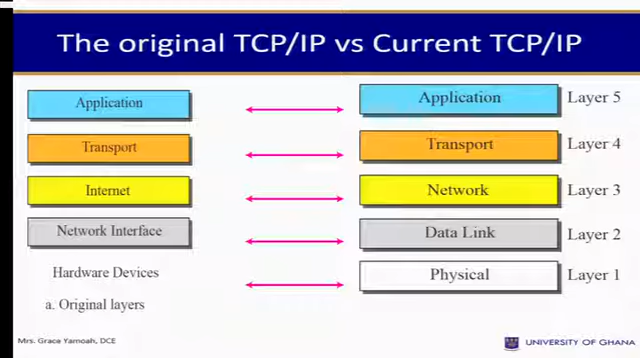 The original TCP/IP vs Current TCP/IP
Application
Application
Layer 5
Transport
Transport
Layer 4
Internet
Network
Layer 3
Network Interface
Data Link
Layer 2
Hardware Devices
Physical
Layer 1
a. Original layers
Mrs. Grace Yamoah, DCE
UNIVERSITY OF GHANA